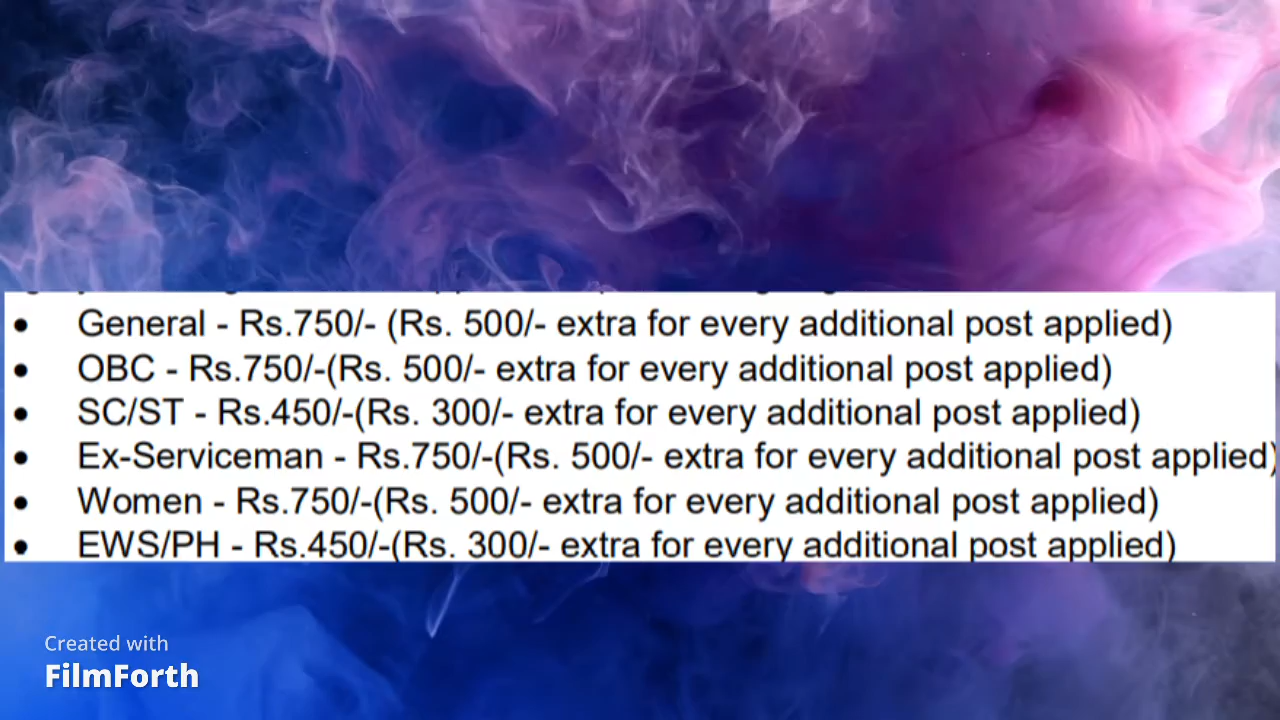 • General - Rs.750/- (Rs. 500/- extra for every additional post applied)
• OBC - Rs.750/-(Rs. 500/- extra for every additional post applied)
• SC/ST - Rs.450/-(Rs. 300/- extra for every additional post applied)
• Ex-Serviceman - Rs.750/-(Rs. 500/- extra for every additional post applied)
• Women - Rs.750/-(Rs. 500/- extra for every additional post applied)
• EWS/PH - Rs.450/-(Rs. 300/- extra for every additional post applied)
Created with
FilmForth